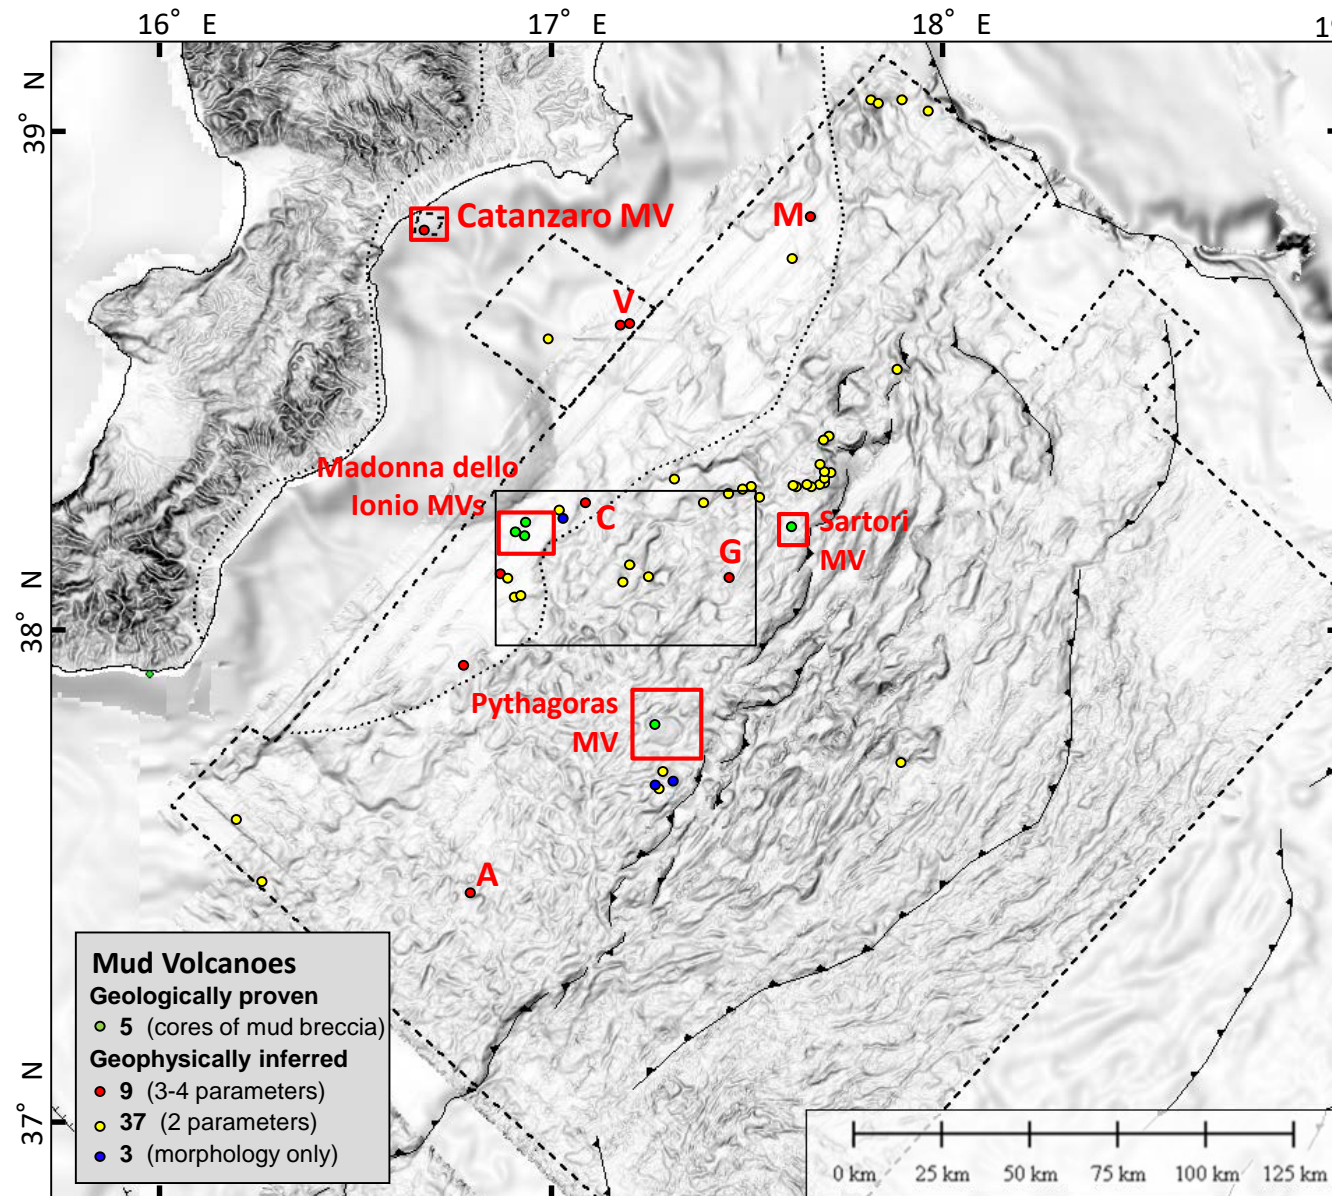 16° E
17° E
18° E
1
39° N
M
Catanzaro MV
V
Madonna dello
Ionio MVs
C
Sartori
MV
G
38° N
Pythagoras
MV
A
Mud Volcanoes
Geologically proven
5 (cores of mud breccia)
Geophysically inferred
9 (3-4 parameters)
37 (2 parameters)
3 (morphology only)
37° N
0 km 25 km 50 km 75 km 100 km 125 km